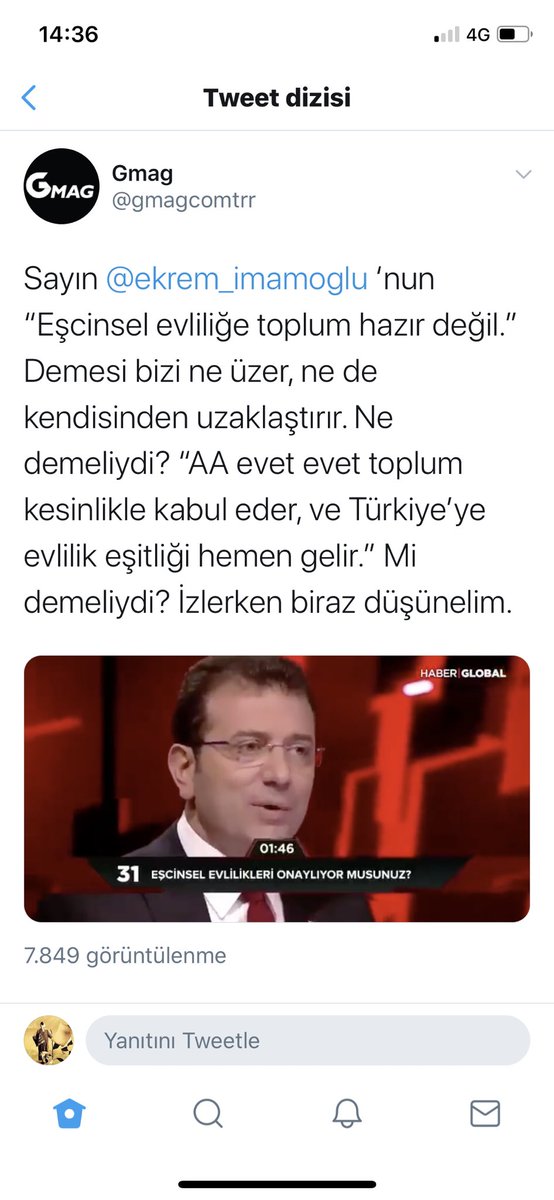 14:36
4G
Tweet dizisi
GMAG
Gmag
@gmagcomtrr
Sayın @ekrem_imamoglu ‘nun
“Eşcinsel evliliğe toplum hazır değil.”
Demesi bizi ne üzer, ne de
kendisinden uzaklaştırır. Ne
demeliydi? “AA evet evet toplum
kesinlikle kabul eder, ve Türkiye’ye
evlilik eşitliği hemen gelir.” Mi
demeliydi? İzlerken biraz düşünelim.
HABER|GLOBAL
01:46
31 EŞCİNSEL EVLİLİKLERİ ONAYLIYOR MUSUNUZ?
7.849 görüntülenme
Yanıtını Tweetle